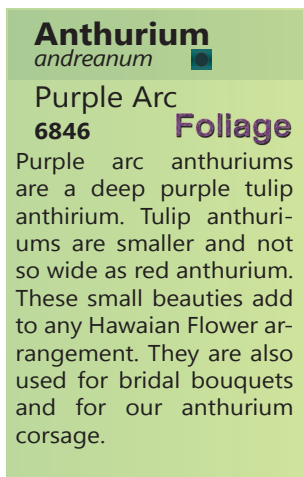 Anthurium
andreanum
Purple Arc
6846 Foliage
Purple arc anthuriums
are a deep purple tulip
anthirium. Tulip anthuri-
ums are smaller and not
so wide as red anthurium.
These small beauties add
to any Hawaian Flower ar-
rangement. They are also
used for bridal bouquets
and for our anthurium
corsage.